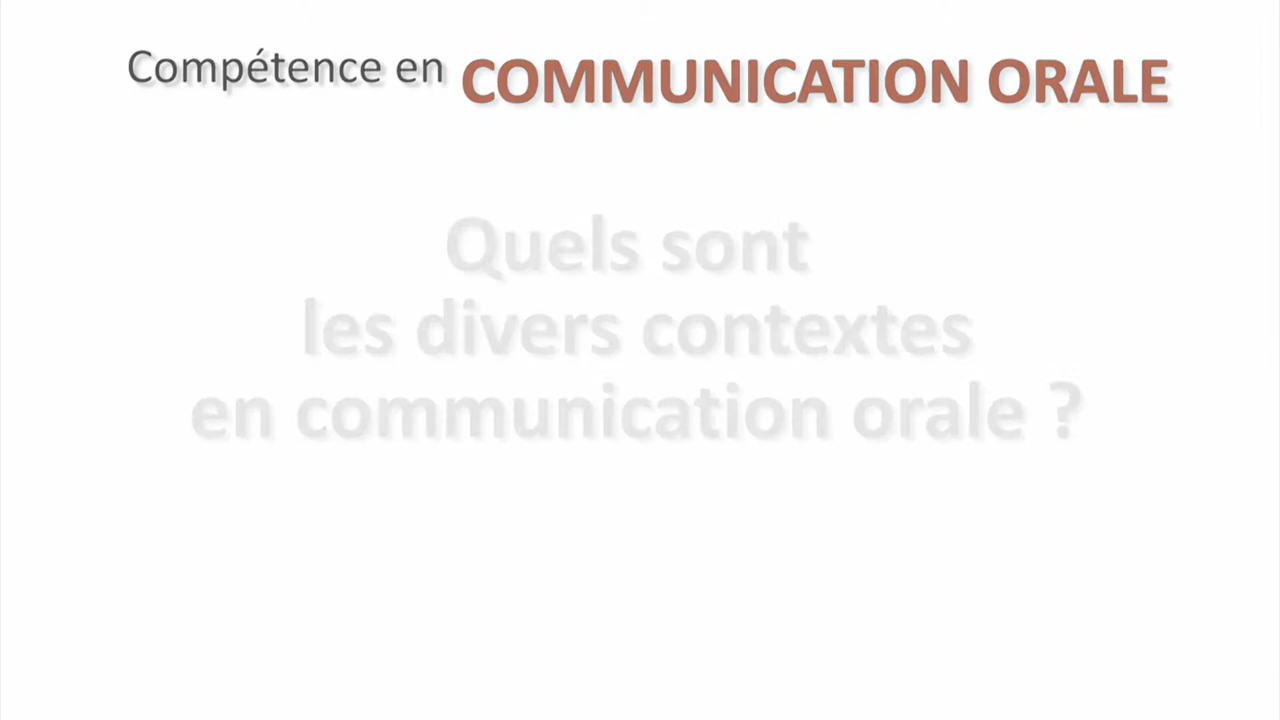 Compétence en COMMUNICATION ORALE
Quels sont
les divers contextes
en communication orale ?